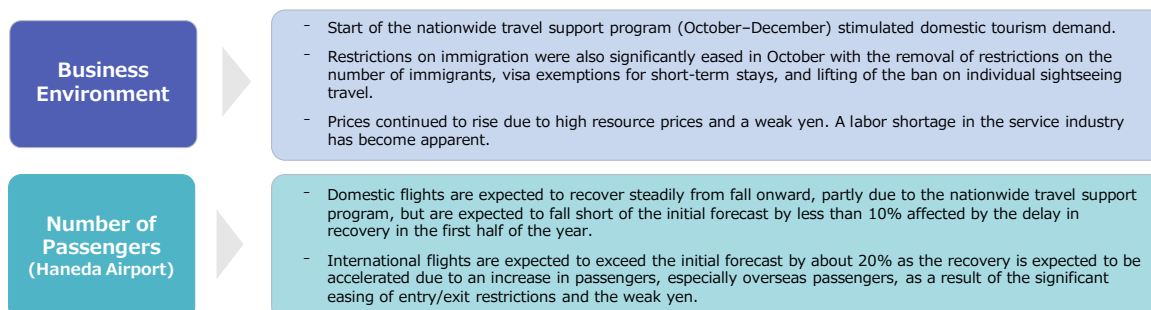 Business
Environment
– Start of the nationwide travel support program (October–December) stimulated domestic tourism demand.
– Restrictions on immigration were also significantly eased in October with the removal of restrictions on the
number of immigrants, visa exemptions for short-term stays, and lifting of the ban on individual sightseeing
travel.
– Prices continued to rise due to high resource prices and a weak yen. A labor shortage in the service industry
has become apparent.
Number of
Passengers
(Haneda Airport)
– Domestic flights are expected to recover steadily from fall onward, partly due to the nationwide travel support
program, but are expected to fall short of the initial forecast by less than 10% affected by the delay in
recovery in the first half of the year.
– International flights are expected to exceed the initial forecast by about 20% as the recovery is expected to be
accelerated due to an increase in passengers, especially overseas passengers, as a result of the significant
easing of entry/exit restrictions and the weak yen.